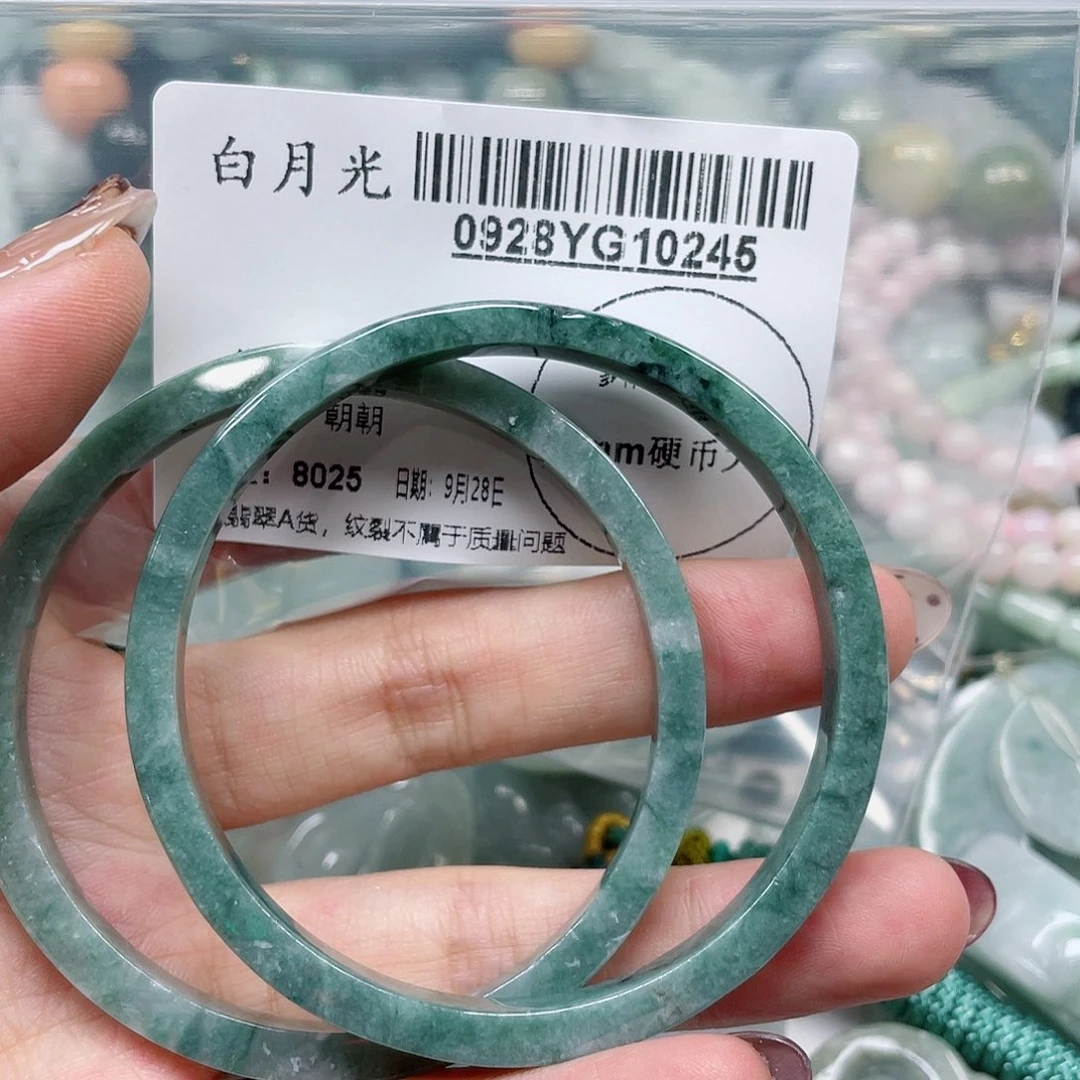 白月光
0928YG10245
朝朝
8025 日期：9月28日
翡翠A货，纹裂不属于质量问题
mm硬币